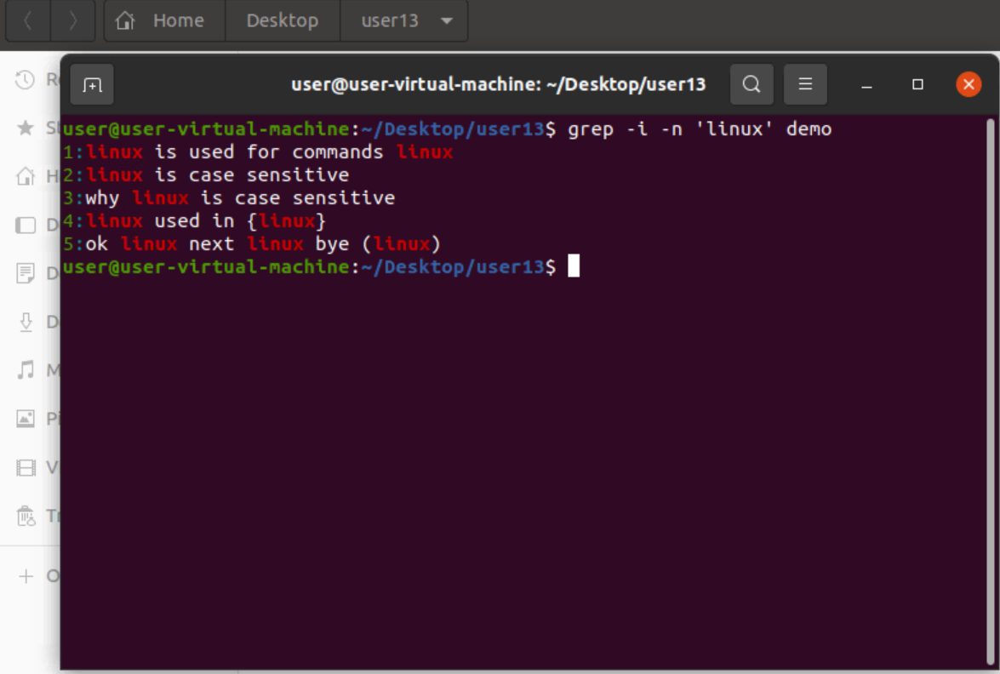 Home Desktop user13
user@user-virtual-machine: ~/Desktop/user13
user@user-virtual-machine:~/Desktop/user13$ grep -i -n 'linux' demo
1:linux is used for commands linux
2:linux is case sensitive
3:why linux is case sensitive
4:linux used in {linux}
5:ok linux next linux bye (linux)
user@user-virtual-machine:~/Desktop/user13$